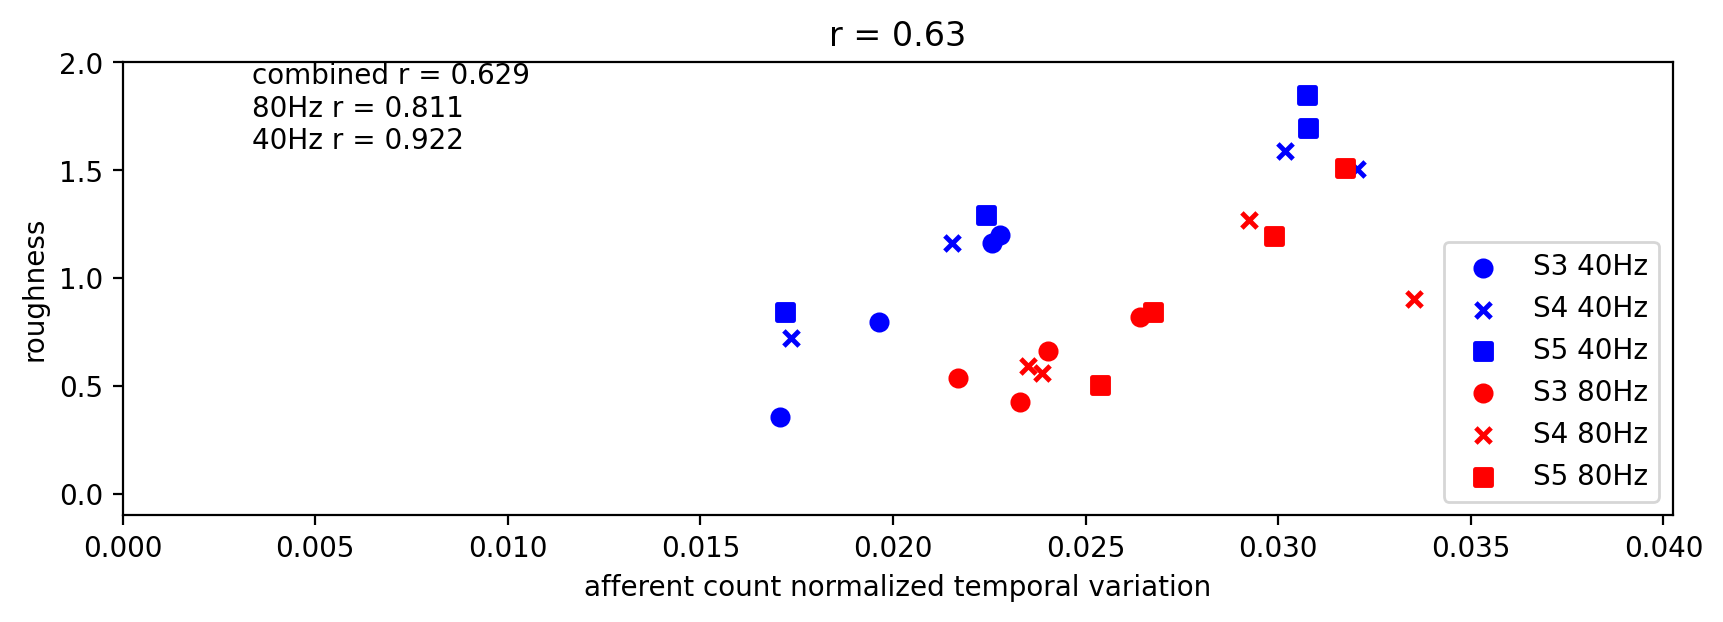 r = 0.63
combined r = 0.629
80Hz r = 0.811
40Hz r = 0.922
roughness
2.0
1.5
1.0
0.5
0.0
S3 40Hz
S4 40Hz
S5 40Hz
S3 80Hz
S4 80Hz
S5 80Hz
0.000 0.005 0.010 0.015 0.020 0.025 0.030 0.035 0.040
afferent count normalized temporal variation